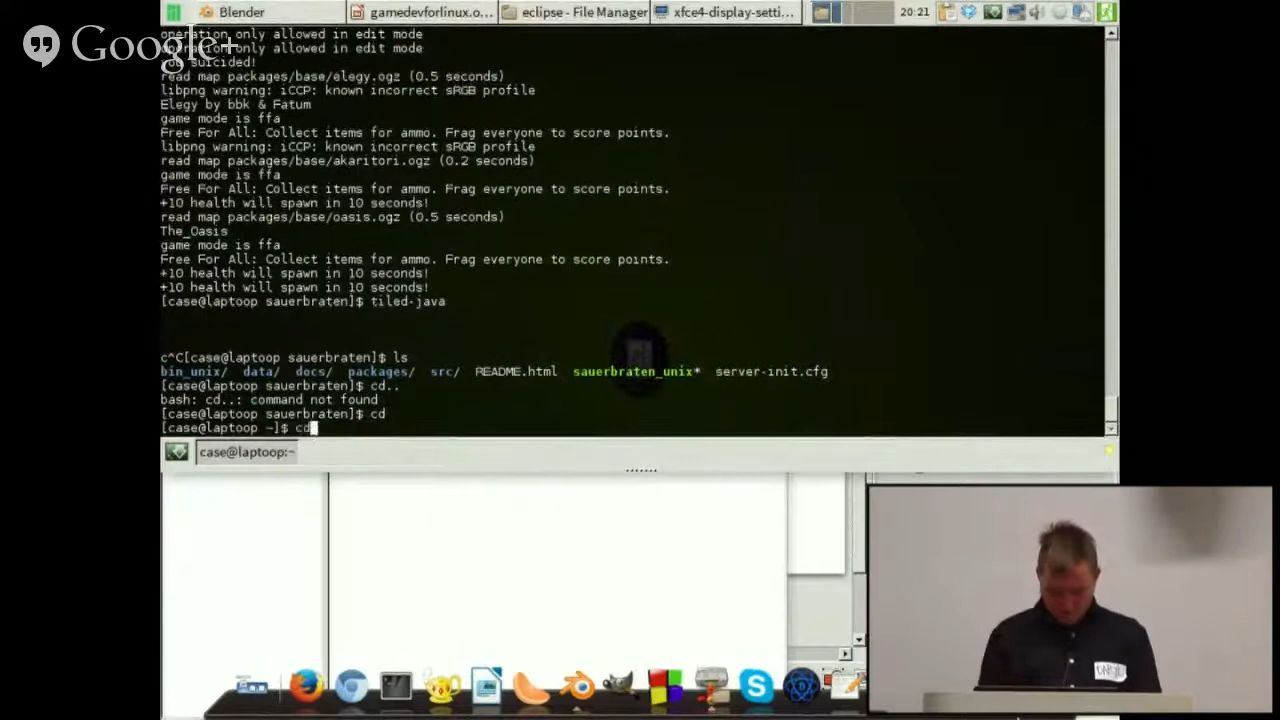 Blender
gamedevforlinux.o...
eclipse - File Manager
xfce4-display-setti...
20:21
Google+
operation only allowed in edit mode
operation only allowed in edit mode
you suicided!
read map packages/base/elegy.ogz (0.5 seconds)
libpng warning: iCCP: known incorrect sRGB profile
Elegy by bbk & Fatum
game mode is ffa
Free For All: Collect items for ammo. Frag everyone to score points.
libpng warning: iCCP: known incorrect sRGB profile
read map packages/base/akaritori.ogz (0.2 seconds)
game mode is ffa
Free For All: Collect items for ammo. Frag everyone to score points.
+10 health will spawn in 10 seconds!
read map packages/base/oasis.ogz (0.5 seconds)
The_Oasis
game mode is ffa
Free For All: Collect items for ammo. Frag everyone to score points.
+10 health will spawn in 10 seconds!
+10 health will spawn in 10 seconds!
[case@laptoop sauerbraten]$ tiled-java
c^C[case@laptoop sauerbraten]$ ls
bin_unix/ data/ docs/ packages/ src/ README.html sauerbraten_unix* server-init.cfg
[case@laptoop sauerbraten]$ cd..
bash: cd..: command not found
[case@laptoop sauerbraten]$ cd
[case@laptoop ~]$ cd
case@laptoop:~